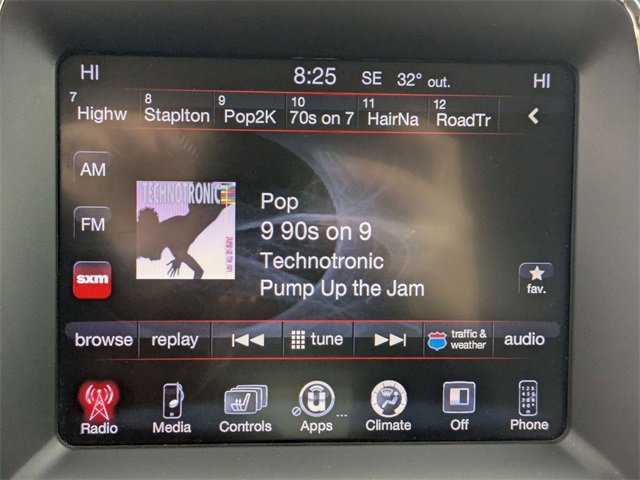 HI 8:25 SE 32° out. HI
7 Highw 8 Staplton 9 Pop2K 10 70s on 7 11 HairNa 12 RoadTr
AM
FM
sxm
TECHNOTRONIC
Pop
9 90s on 9
Technotronic
Pump Up the Jam
fav.
browse replay tune traffic & weather audio
Radio Media Controls Apps ... Climate Off Phone